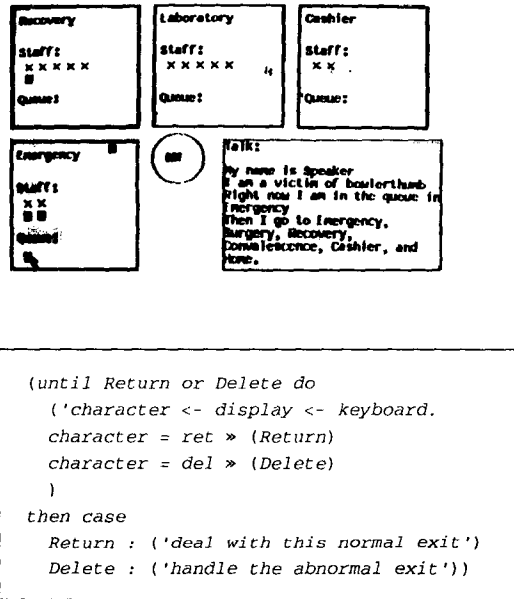 Recovery
Staff:
x x x x x
Queue:
Laboratory
Staff:
x x x x x
Queue:
Cashier
Staff:
x x
Queue:
Emergency
Staff:
x x
Queue:
Talk:
My name is Speaker
I am a victim of bowlerthumb
Right now I am in the queue in
Emergency
Then I go to Emergency,
Surgery, Recovery,
Convalescence, Cashier, and
Home.
(until Return or Delete do
('character <- display <- keyboard.
character = ret » (Return)
character = del » (Delete)
)
then case
Return : ('deal with this normal exit')
Delete : ('handle the abnormal exit'))